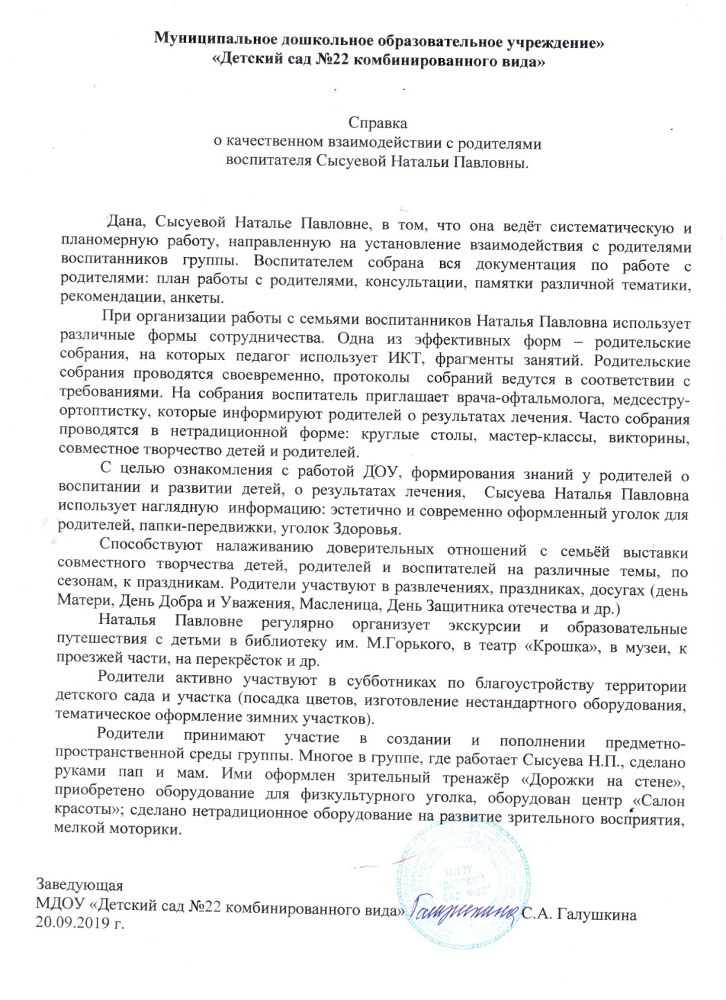 Муниципальное дошкольное образовательное учреждение»
«Детский сад №22 комбинированного вида»
Справка
о качественном взаимодействии с родителями
воспитателя Сысуевой Натальи Павловны.
Дана, Сысуевой Наталье Павловне, в том, что она ведёт систематическую и
планомерную работу, направленную на установление взаимодействия с родителями
воспитанников группы. Воспитателем собрана вся документация по работе с
родителями: план работы с родителями, консультации, памятки различной тематики,
рекомендации, анкеты.
При организации работы с семьями воспитанников Наталья Павловна использует
различные формы сотрудничества. Одна из эффективных форм – родительские
собрания, на которых педагог использует ИКТ, фрагменты занятий. Родительские
собрания проводятся своевременно, протоколы собраний ведутся в соответствии с
требованиями. На собрания воспитатель приглашает врача-офтальмолога, медсестру-
ортоптистку, которые информируют родителей о результатах лечения. Часто собрания
проводятся в нетрадиционной форме: круглые столы, мастер-классы, викторины,
совместное творчество детей и родителей.
С целью ознакомления с работой ДОУ, формирования знаний у родителей о
воспитании и развитии детей, о результатах лечения, Сысуева Наталья Павловна
использует наглядную информацию: эстетично и современно оформленный уголок для
родителей, папки-передвижки, уголок Здоровья.
Способствуют налаживанию доверительных отношений с семьёй выставки
совместного творчества детей, родителей и воспитателей на различные темы, по
сезонам, к праздникам. Родители участвуют в развлечениях, праздниках, досугах (день
Матери, День Добра и Уважения, Масленица, День Защитника отечества и др.)
Наталья Павловне регулярно организует экскурсии и образовательные
путешествия с детьми в библиотеку им. М.Горького, в театр «Крошка», в музеи, к
проезжей части, на перекрёсток и др.
Родители активно участвуют в субботниках по благоустройству территории
детского сада и участка (посадка цветов, изготовление нестандартного оборудования,
тематическое оформление зимних участков).
Родители принимают участие в создании и пополнении предметно-
пространственной среды группы. Многое в группе, где работает Сысуева Н.П., сделано
руками пап и мам. Ими оформлен зрительный тренажёр «Дорожки на стене»,
приобретено оборудование для физкультурного уголка, оборудован центр «Салон
красоты»; сделано нетрадиционное оборудование на развитие зрительного восприятия,
мелкой моторики.
МДОУ
"ДЕТСКИЙ
САД №22"
Заведующая
МДОУ «Детский сад №22 комбинированного вида» Галушкина С.А. Галушкина
20.09.2019 г.